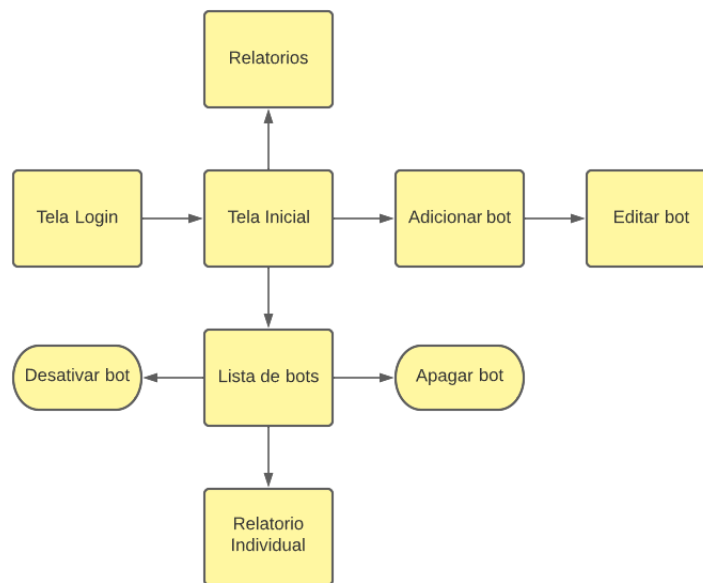 Relatorios
Tela Login
Tela Inicial
Adicionar bot
Editar bot
Desativar bot
Lista de bots
Apagar bot
Relatorio
Individual